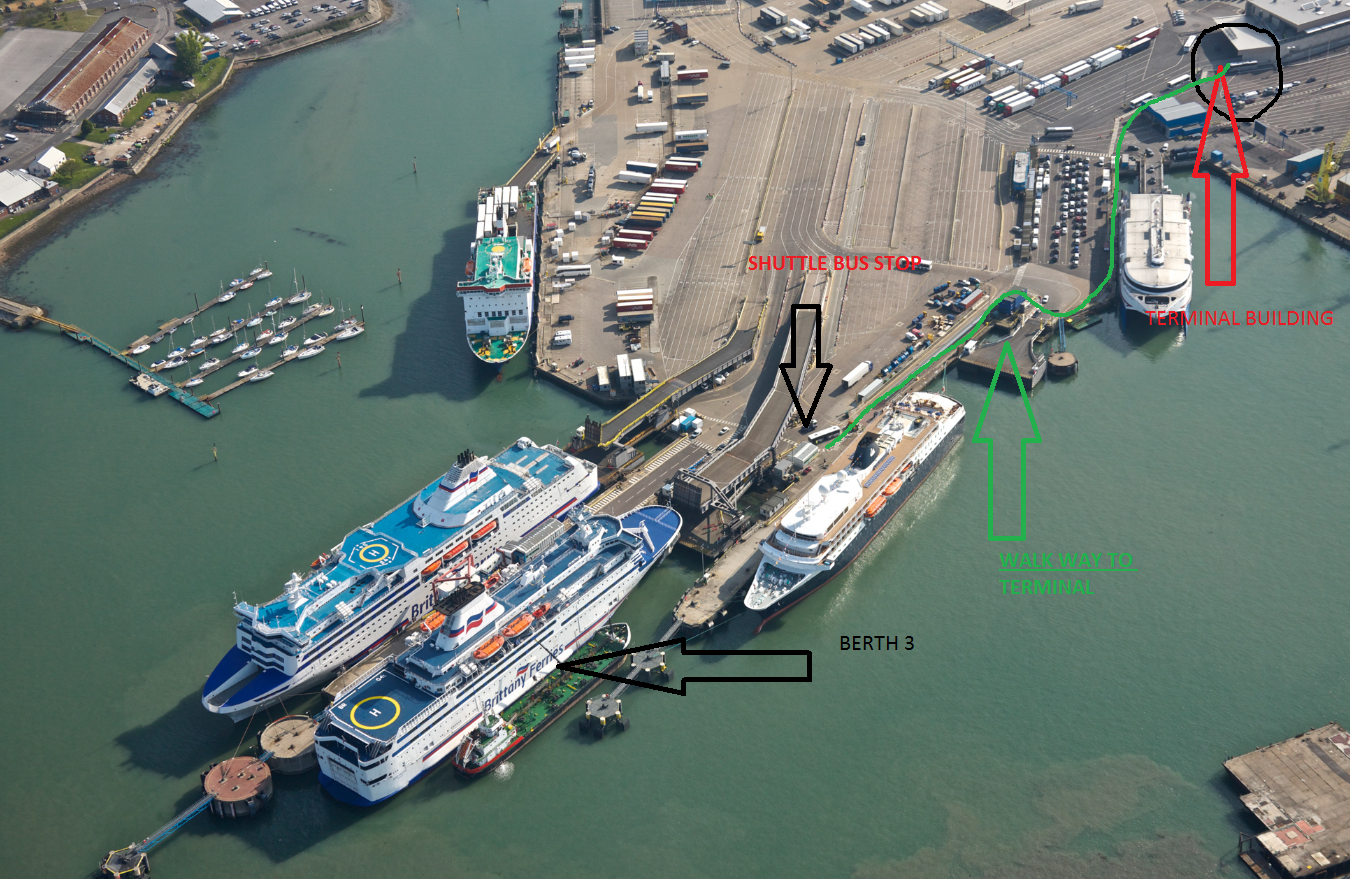 SHUTTLE BUS STOP
TERMINAL BUILDING
WALK WAY TO
TERMINAL
BERTH 3
Brittany Ferries
H